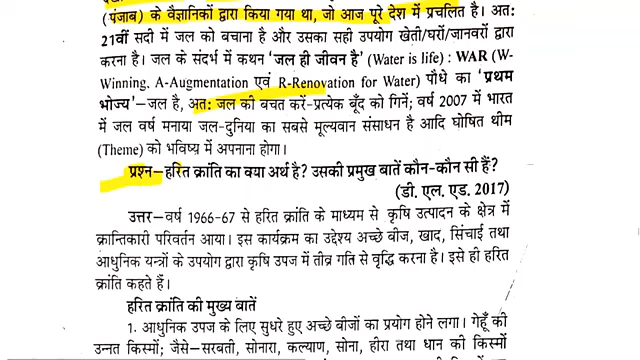 (पंजाब) के वैज्ञानिकों द्वारा किया गया था, जो आज पूरे देश में प्रचलित है। अतः
21वीं सदी में जल को बचाना है और उसका सही उपयोग खेती/घरों/जानवरों द्वारा
करना है। जल के संदर्भ में कथन 'जल ही जीवन है' (Water is life) : WAR (W-
Winning, A-Augmentation एवं R-Renovation for Water) पौधे का 'प्रथम
भोज्य'–जल है, अतः जल की बचत करें-प्रत्येक बूँद को गिनें; वर्ष 2007 में भारत
में जल वर्ष मनाया जल-दुनिया का सबसे मूल्यवान संसाधन है आदि घोषित थीम
(Theme) को भविष्य में अपनाना होगा।
प्रश्न–हरित क्रांति का क्या अर्थ है? उसकी प्रमुख बातें कौन-कौन सी हैं?
(डी. एल. एड. 2017)
उत्तर–वर्ष 1966-67 से हरित क्रांति के माध्यम से कृषि उत्पादन के क्षेत्र में
क्रान्तिकारी परिवर्तन आया। इस कार्यक्रम का उद्देश्य अच्छे बीज, खाद, सिंचाई तथा
आधुनिक यन्त्रों के उपयोग द्वारा कृषि उपज में तीव्र गति से वृद्धि करना है। इसे ही हरित
क्रांति कहते हैं।
हरित क्रांति की मुख्य बातें
1. आधुनिक उपज के लिए सुधरे हुए अच्छे बीजों का प्रयोग होने लगा। गेहूँ की
उन्नत किस्मों; जैसे–सरबती, सोनारा, कल्याण, सोना, हीरा तथा धान की किस्मों